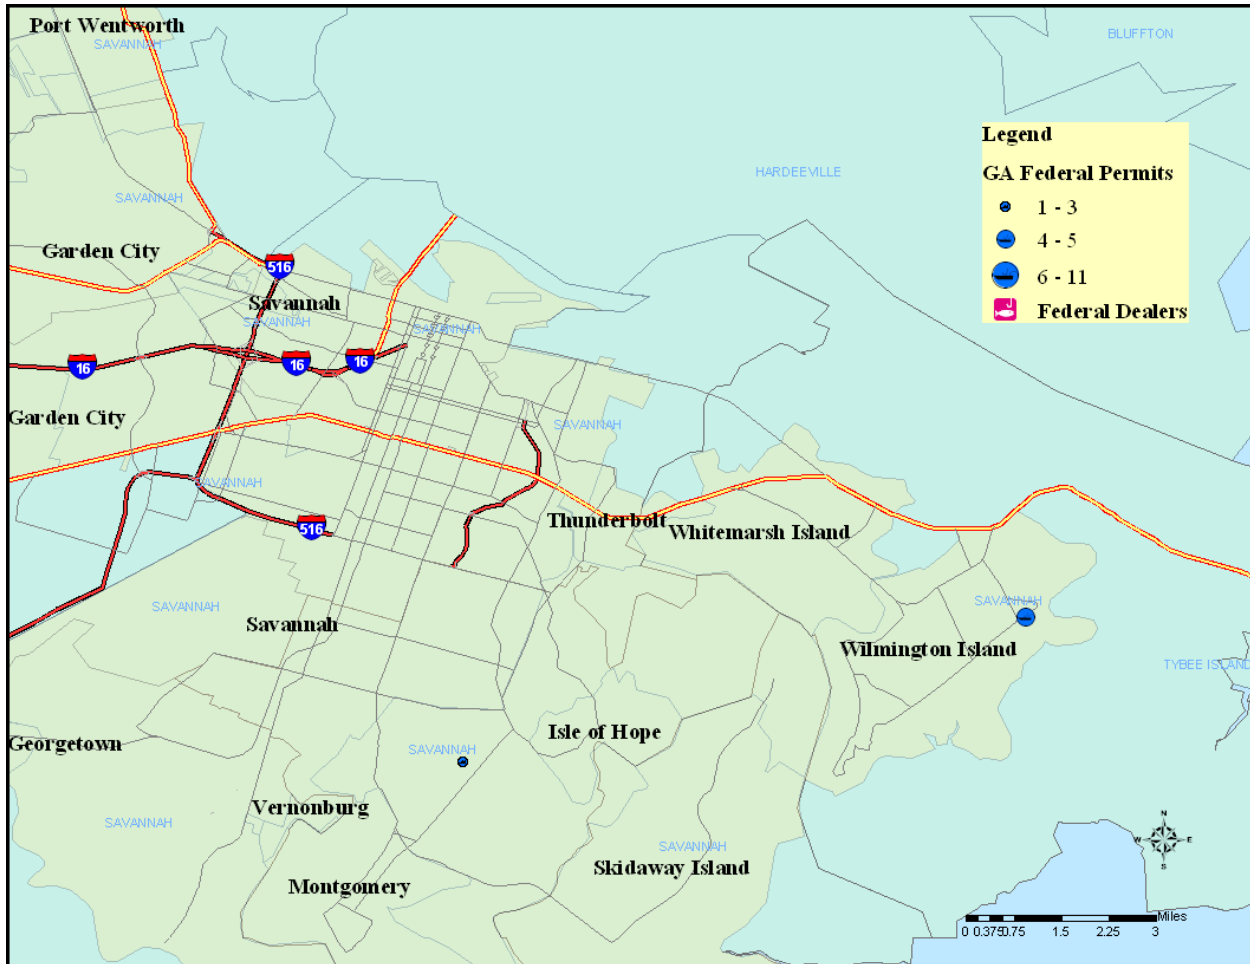 Port Wentworth
SAVANNAH
BLUFFTON
Legend
GA Federal Permits
1 - 3
4 - 5
6 - 11
Federal Dealers
HARDEEVILLE
SAVANNAH
Garden City
516
Savannah
SAVANNAH
SAVANNAH
16
16
16
Garden City
SAVANNAH
SAVANNAH
516
Thunderbolt
Whitemarsh Island
SAVANNAH
SAVANNAH
Savannah
Wilmington Island
TYBEE ISLAND
Georgetown
Isle of Hope
SAVANNAH
Vernonburg
SAVANNAH
SAVANNAH
Skidaway Island
Montgomery
N
W
E
S
Miles
0 0.375 0.75 1.5 2.25 3